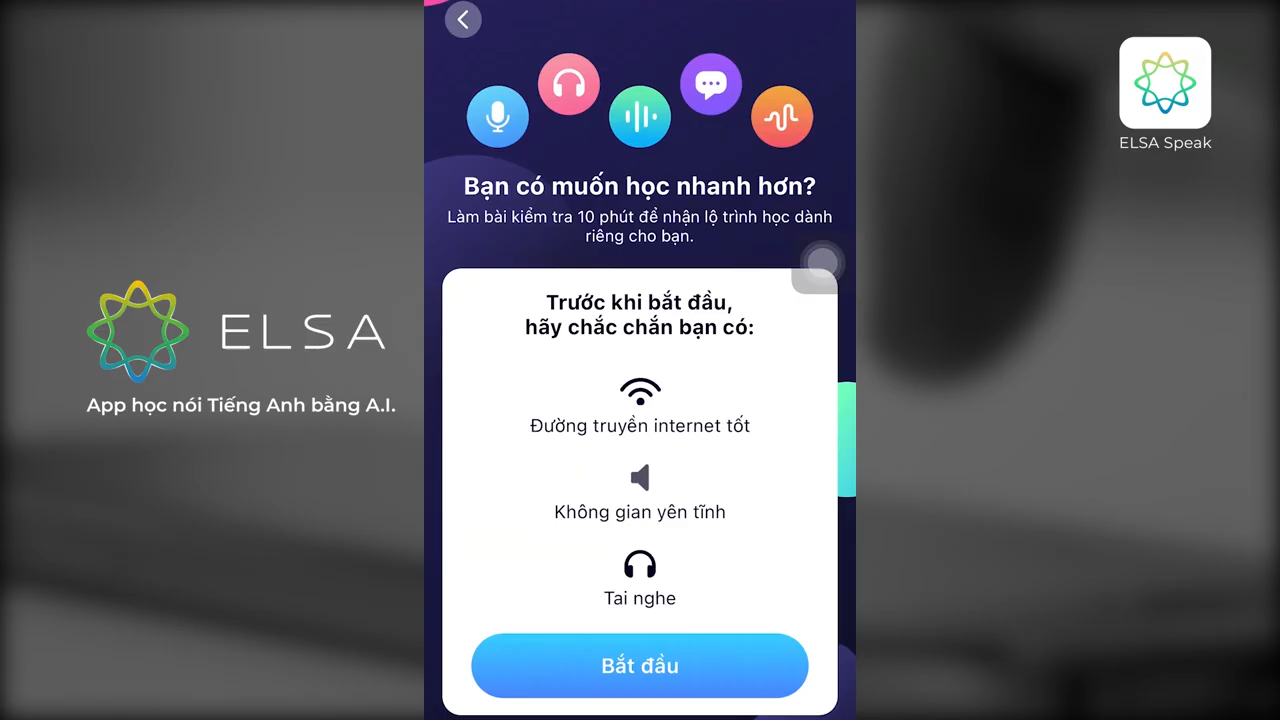 ELSA Speak
Bạn có muốn học nhanh hơn?
Làm bài kiểm tra 10 phút để nhận lộ trình học dành
riêng cho bạn.
Trước khi bắt đầu,
hãy chắc chắn bạn có:
ELSA
App học nói Tiếng Anh bằng A.I.
Đường truyền internet tốt
Không gian yên tĩnh
Tai nghe
Bắt đầu